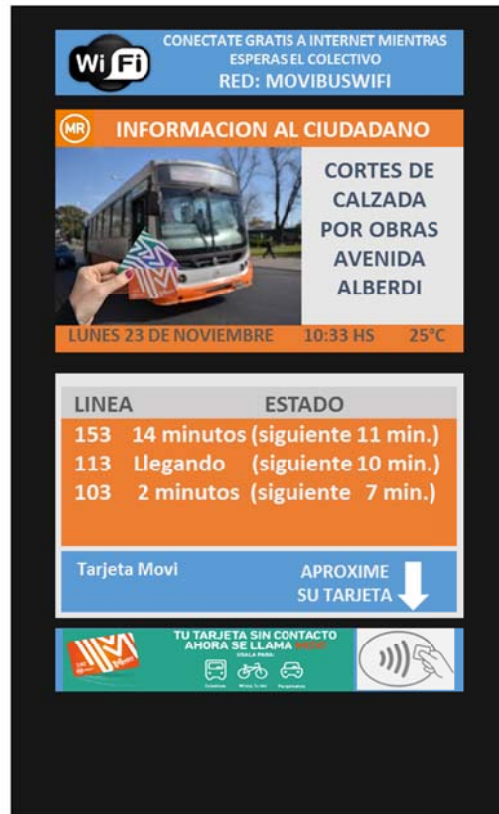 Wi Fi
CONECTATE GRATIS A INTERNET MIENTRAS
ESPERAS EL COLECTIVO
RED: MOVIBUSWIFI
MR INFORMACION AL CIUDADANO
CORTES DE
CALZADA
POR OBRAS
AVENIDA
ALBERDI
LUNES 23 DE NOVIEMBRE 10:33 HS 25°C
LINEA ESTADO
153 14 minutos (siguiente 11 min.)
113 Llegando (siguiente 10 min.)
103 2 minutos (siguiente 7 min.)
Tarjeta Movi
APROXIME
SU TARJETA
TU TARJETA SIN CONTACTO
AHORA SE LLAMA
USALA PARA: